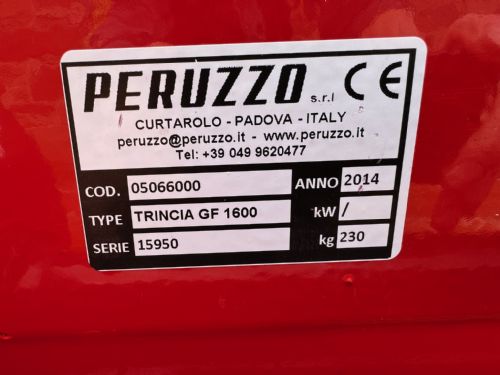 PERUZZO s.r.l CE
CURTAROLO - PADOVA - ITALY
peruzzo@peruzzo.it - www.peruzzo.it
Tel: +39 049 9620477
COD. 05066000 ANNO 2014
TYPE TRINCIA GF 1600 kW /
SERIE 15950 kg 230